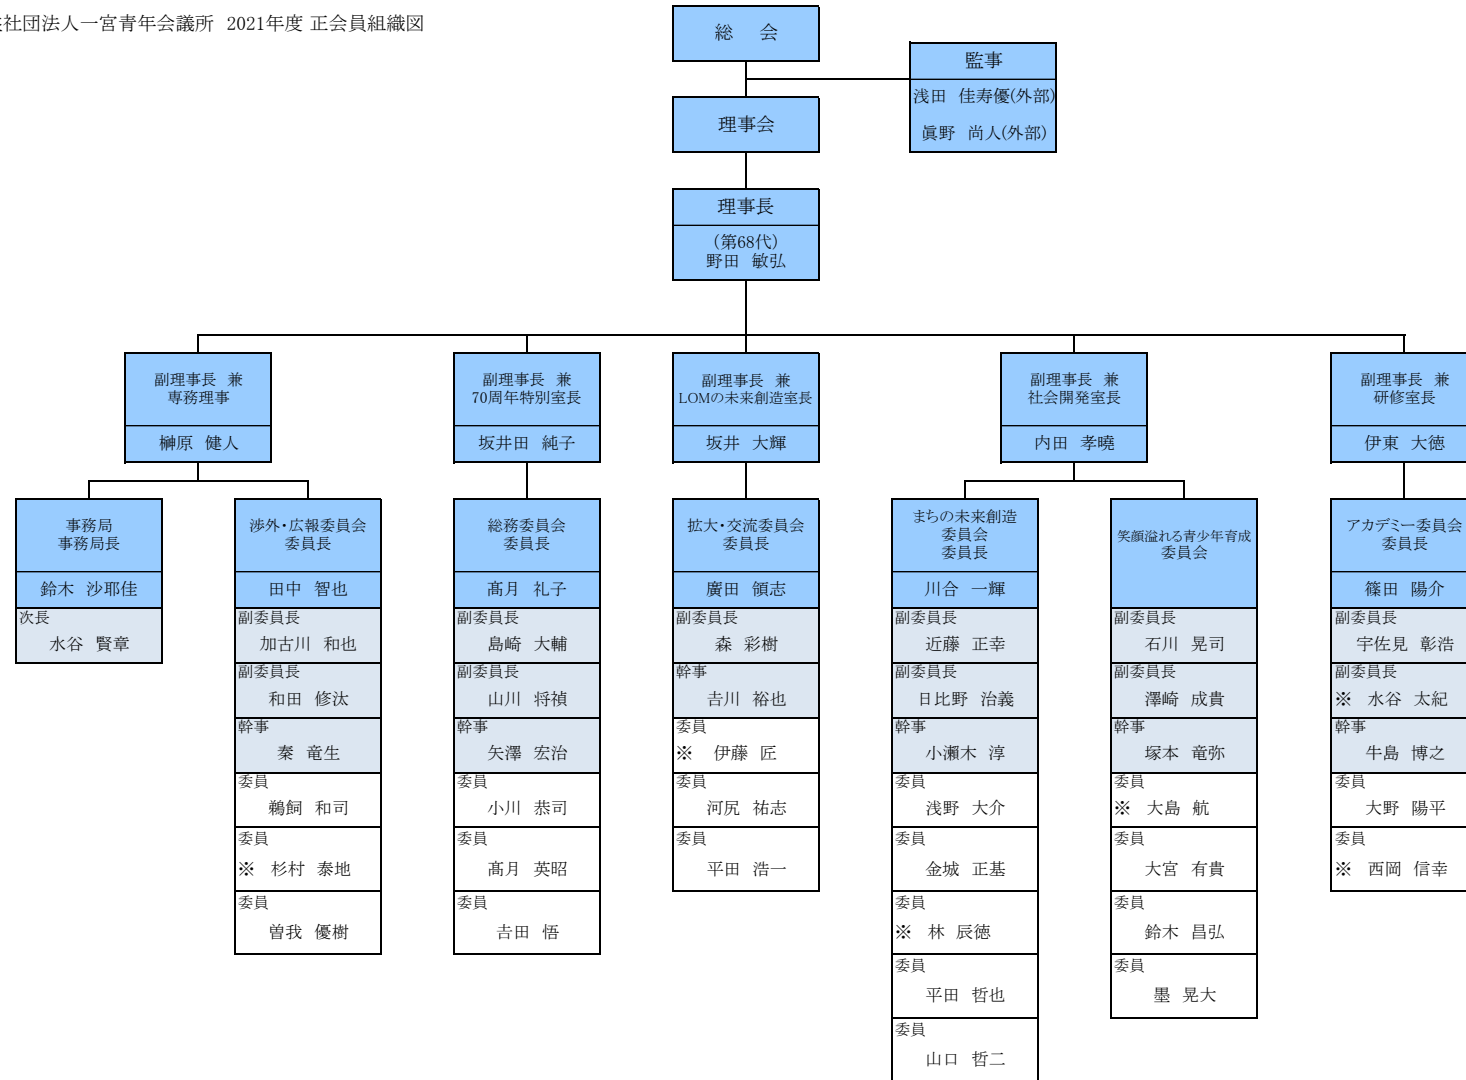 社団法人一宮青年会議所 2021年度 正会員組織図
総 会
監事
浅田 佳寿優(外部)
眞野 尚人(外部)
理事会
理事長
(第68代)
野田 敏弘
副理事長 兼
専務理事
榊原 健人
副理事長 兼
70周年特別室長
坂井田 純子
副理事長 兼
LOMの未来創造室長
坂井 大輝
副理事長 兼
社会開発室長
内田 孝曉
副理事長 兼
研修室長
伊東 大徳
事務局
事務局長
鈴木 沙耶佳
次長
水谷 賢章
渉外・広報委員会
委員長
田中 智也
副委員長
加古川 和也
副委員長
和田 修汰
幹事
秦 竜生
委員
鵜飼 和司
委員
※ 杉村 泰地
委員
曽我 優樹
総務委員会
委員長
髙月 礼子
副委員長
島崎 大輔
副委員長
山川 将禎
幹事
矢澤 宏治
委員
小川 恭司
委員
髙月 英昭
委員
𠮷田 悟
拡大・交流委員会
委員長
廣田 領志
副委員長
森 彩樹
幹事
𠮷川 裕也
委員
※ 伊藤 匠
委員
河尻 祐志
委員
平田 浩一
まちの未来創造
委員会
委員長
川合 一輝
副委員長
近藤 正幸
副委員長
日比野 治義
幹事
小瀬木 淳
委員
浅野 大介
委員
金城 正基
委員
※ 林 辰徳
委員
平田 哲也
委員
山口 哲二
笑顔溢れる青少年育成
委員会
副委員長
石川 晃司
副委員長
澤崎 成貴
幹事
塚本 竜弥
委員
※ 大島 航
委員
大宮 有貴
委員
鈴木 昌弘
委員
墨 晃大
アカデミー委員会
委員長
篠田 陽介
副委員長
宇佐見 彰浩
副委員長
※ 水谷 太紀
幹事
牛島 博之
委員
大野 陽平
委員
※ 西岡 信幸